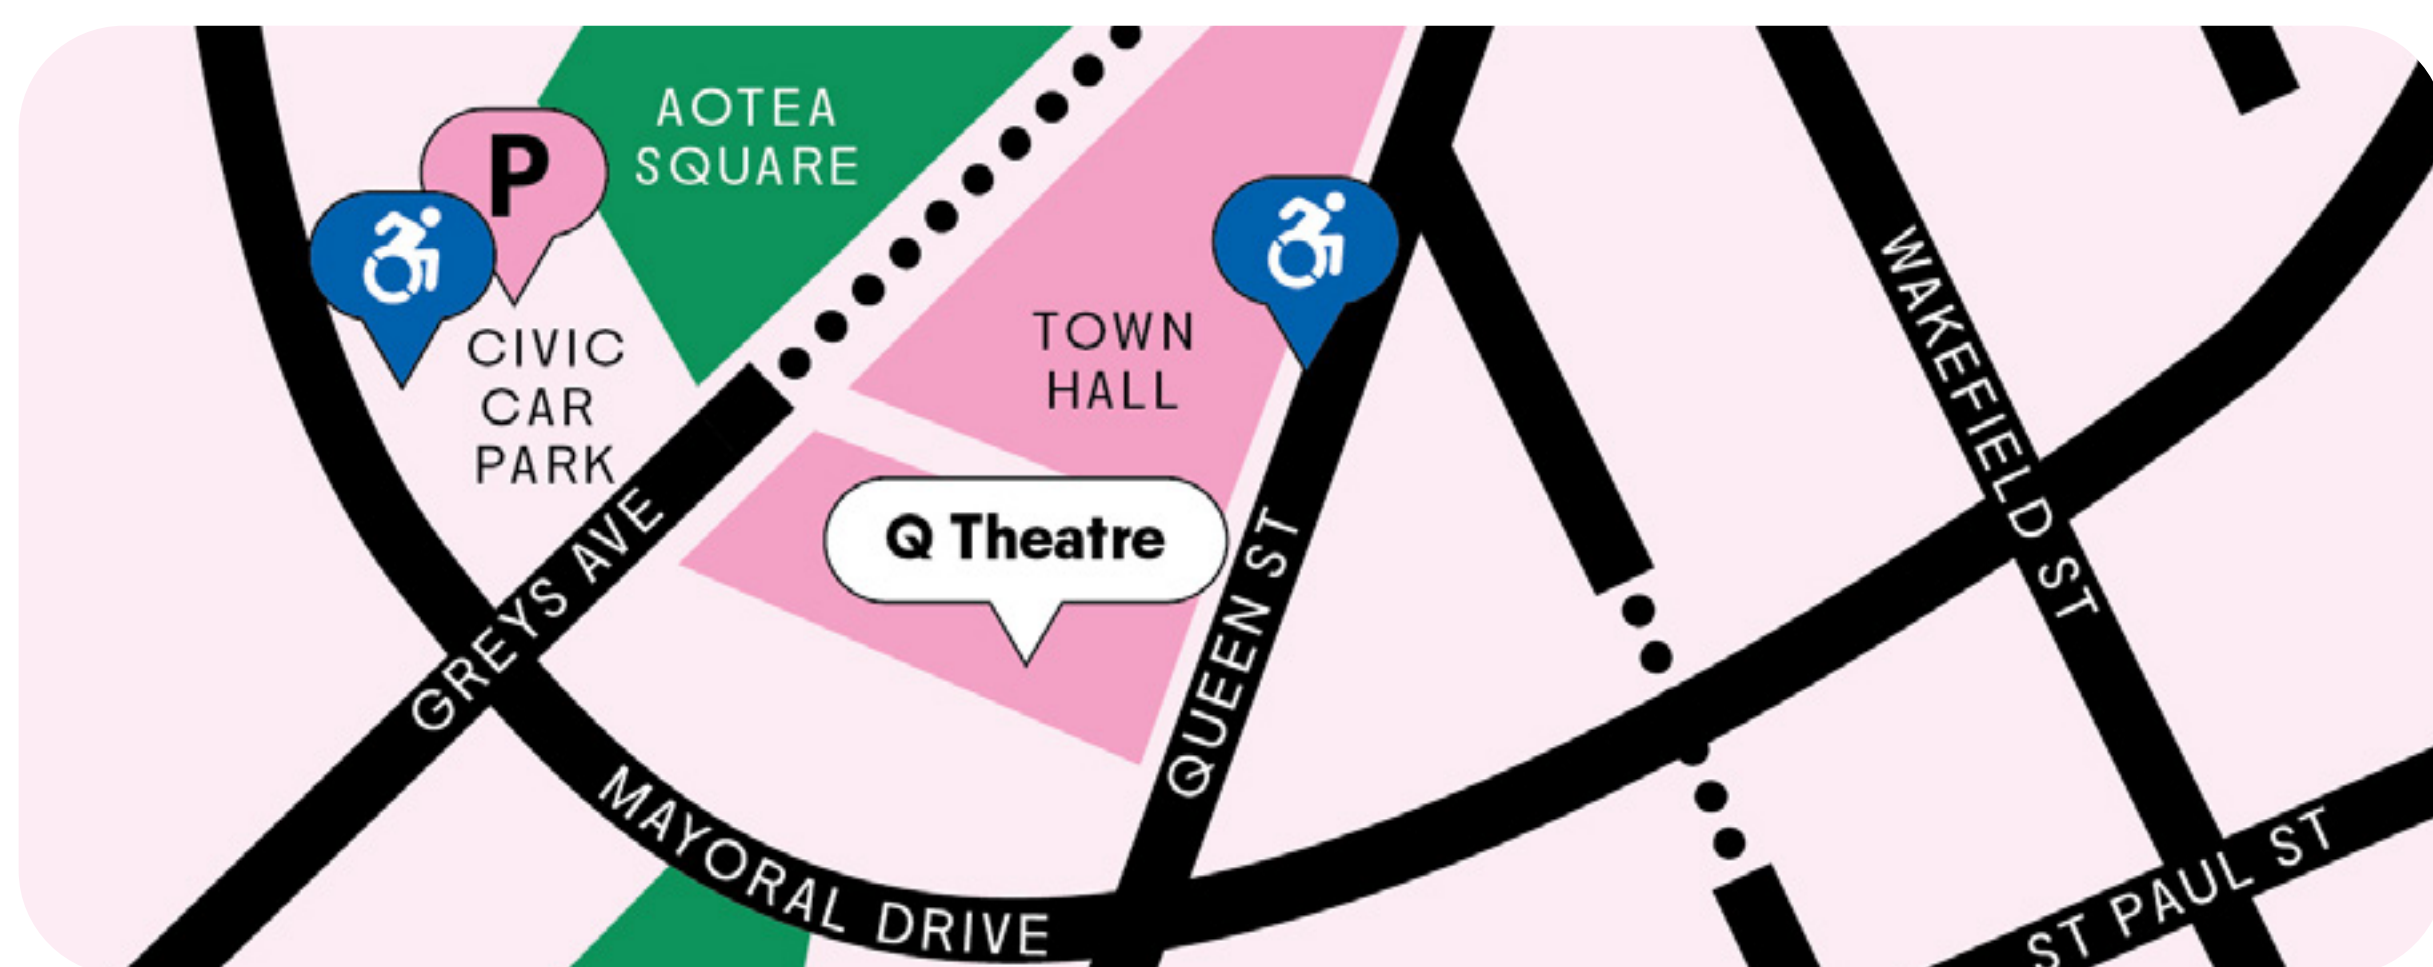 AOTEA
SQUARE
P
CIVIC
CAR
PARK
TOWN
HALL
Q Theatre
GREYS AVE
QUEEN ST
WAKEFIELD ST
MAYORAL DRIVE
ST PAUL ST